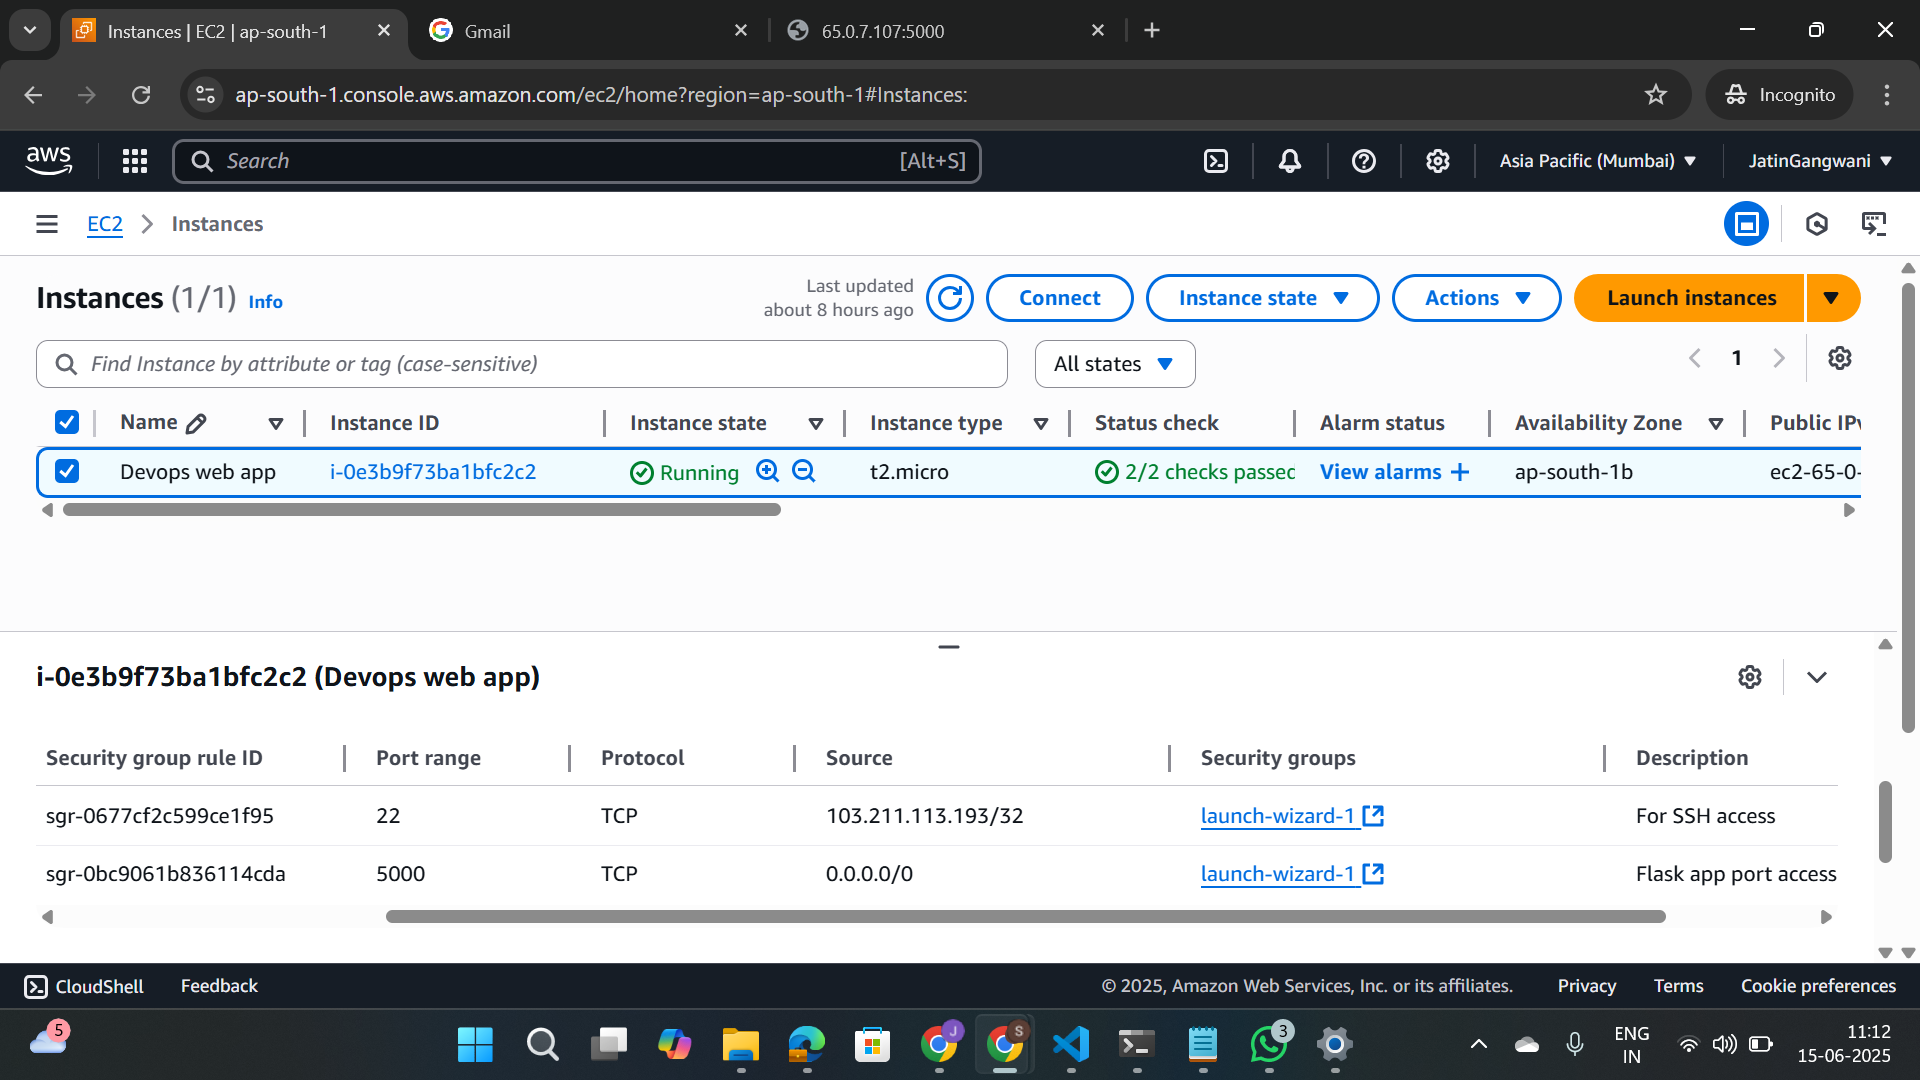 Instances | EC2 | ap-south-1
Gmail
65.0.7.107:5000
ap-south-1.console.aws.amazon.com/ec2/home?region=ap-south-1#Instances:
Incognito
aws
Search
[Alt+S]
Asia Pacific (Mumbai)
JatinGangwani
EC2
Instances
Instances (1/1) Info
Last updated
about 8 hours ago
Connect
Instance state
Actions
Launch instances
Find Instance by attribute or tag (case-sensitive)
All states
1
Name Instance ID Instance state Instance type Status check Alarm status Availability Zone Public IPv
Devops web app i-0e3b9f73ba1bfc2c2 Running t2.micro 2/2 checks passed View alarms + ap-south-1b ec2-65-0-
i-0e3b9f73ba1bfc2c2 (Devops web app)
Security group rule ID Port range Protocol Source Security groups Description
sgr-0677cf2c599ce1f95 22 TCP 103.211.113.193/32 launch-wizard-1 For SSH access
sgr-0bc9061b836114cda 5000 TCP 0.0.0.0/0 launch-wizard-1 Flask app port access
CloudShell Feedback © 2025, Amazon Web Services, Inc. or its affiliates. Privacy Terms Cookie preferences
5
J
S
3
ENG
IN
11:12
15-06-2025